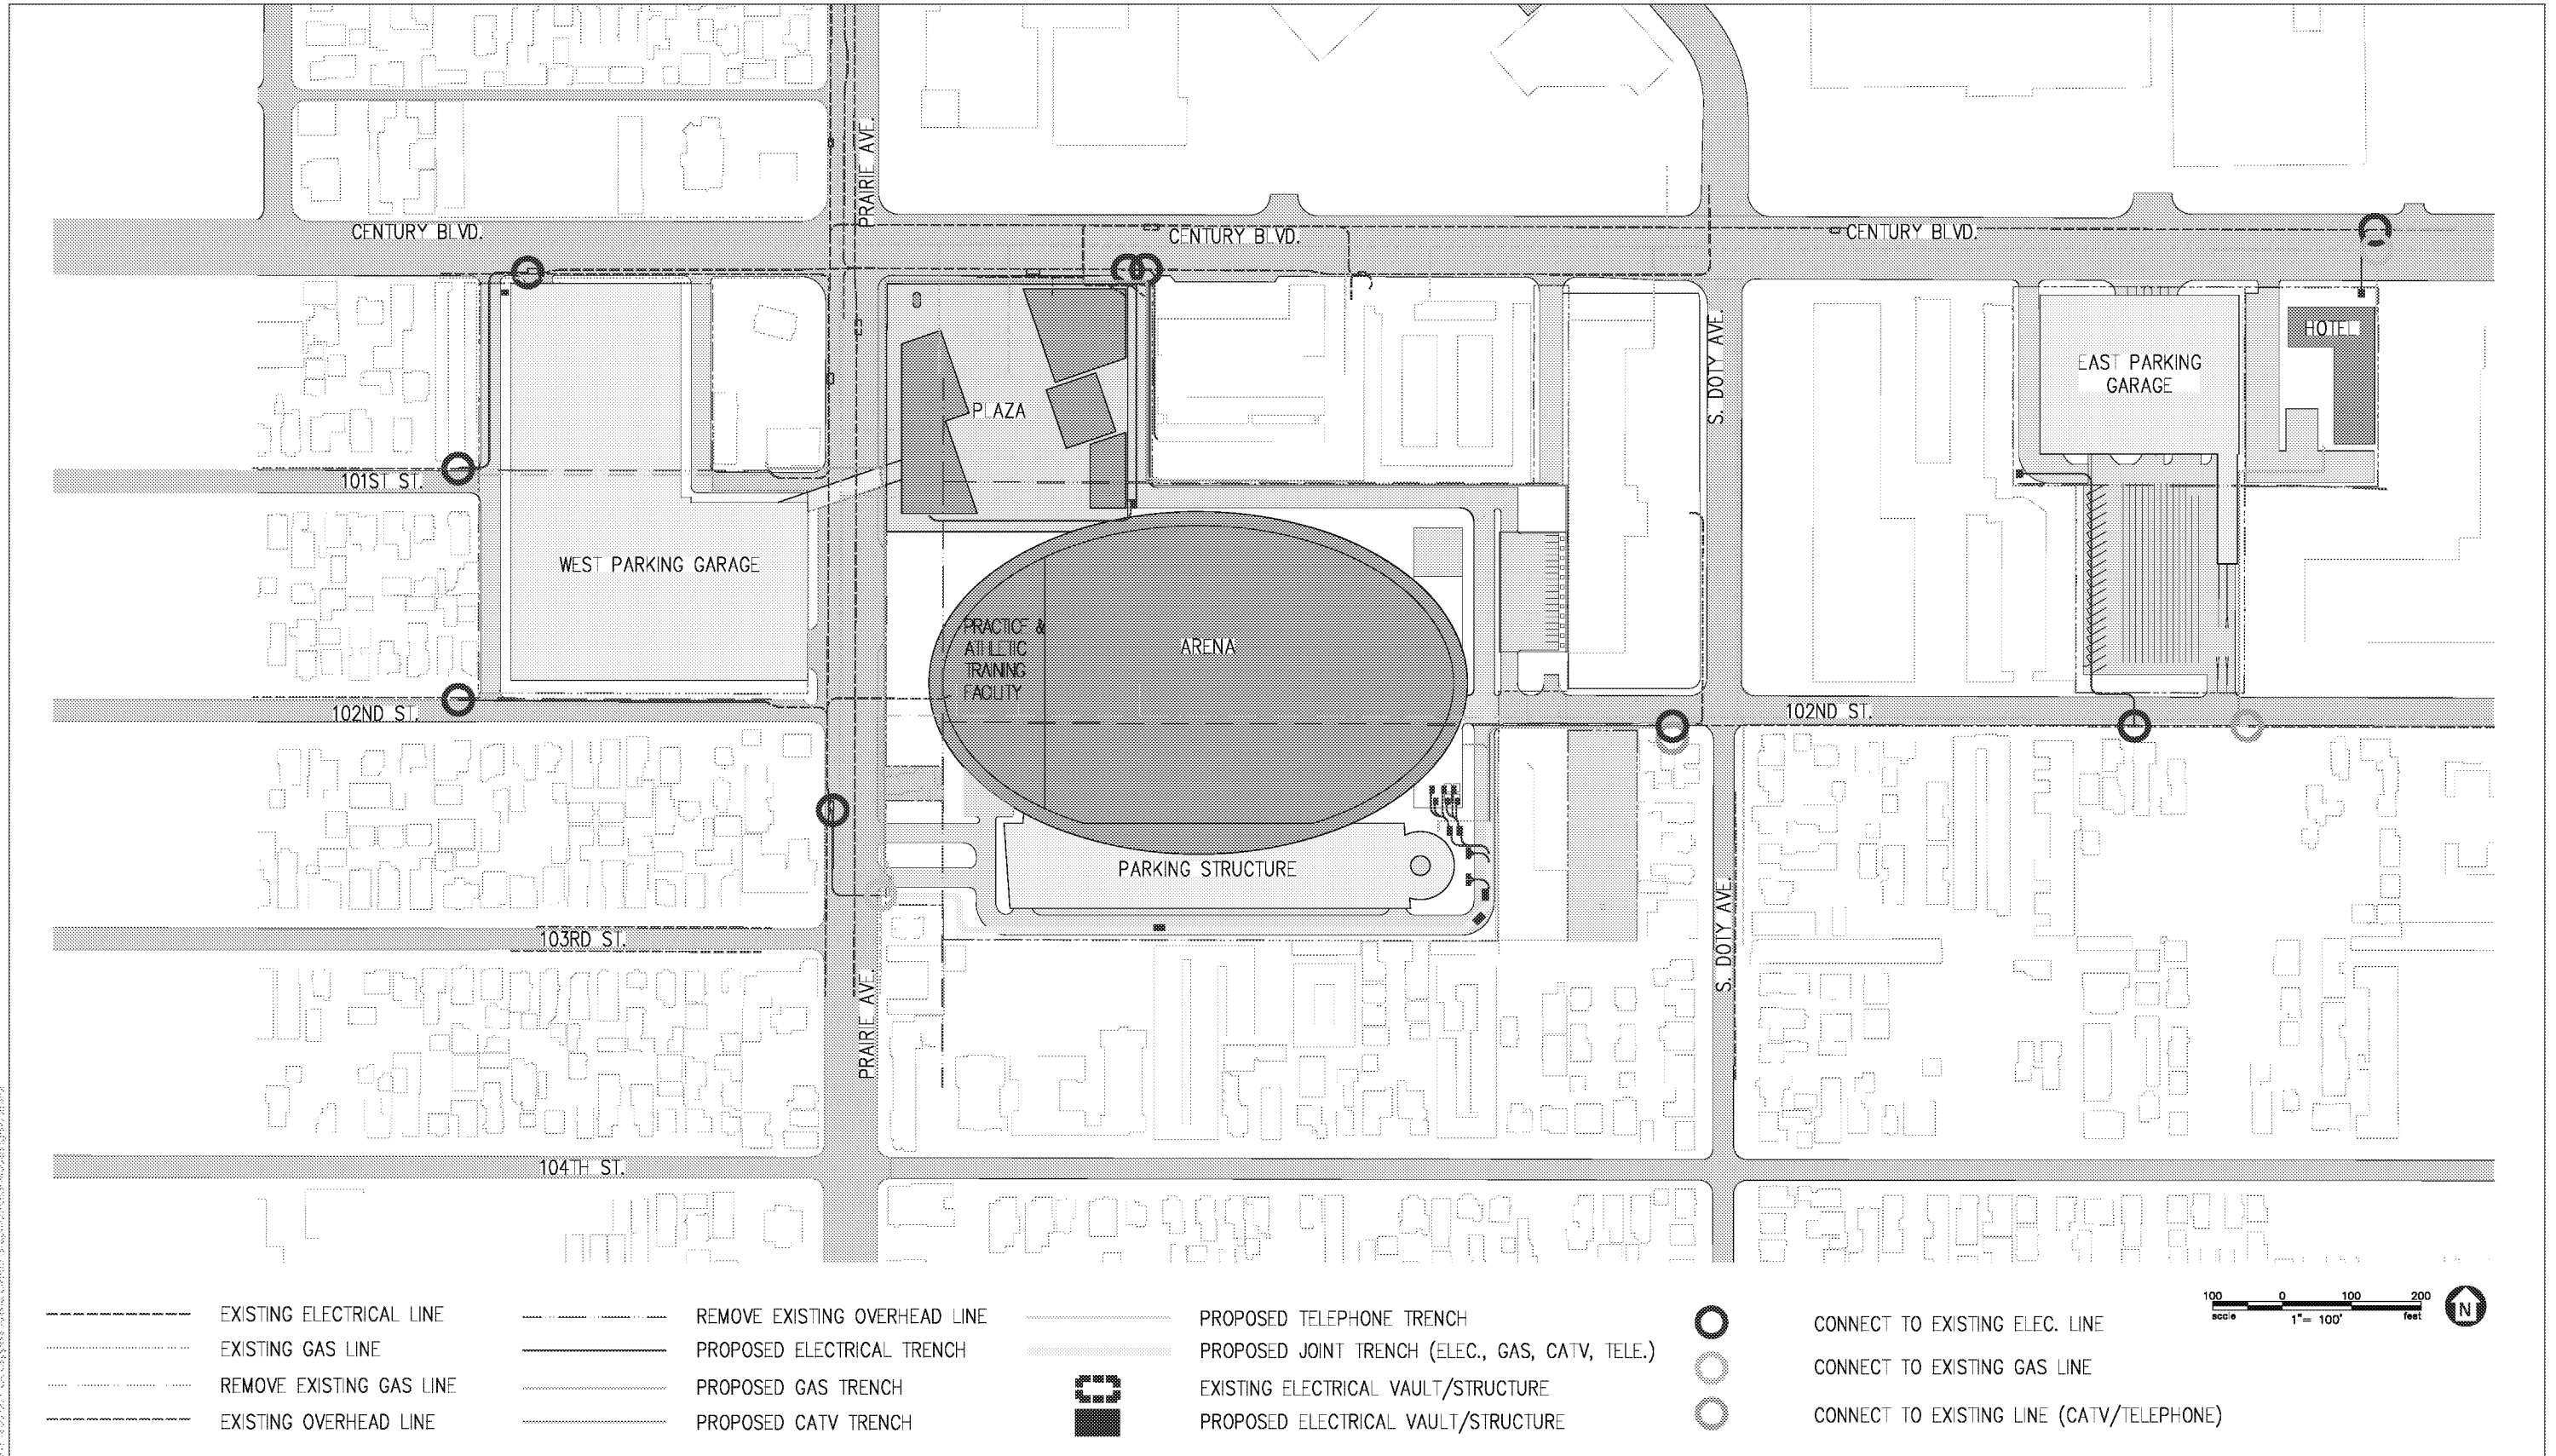 PRAIRIE AVE.
CENTURY BLVD.
CENTURY BLVD.
CENTURY BLVD.
S. DOTY AVE.
HOTEL
EAST PARKING
GARAGE
PLAZA
101ST ST.
WEST PARKING GARAGE
PRACTICE &
ATHLETIC
TRANING
FACILITY
ARENA
102ND ST.
102ND ST.
PARKING STRUCTURE
S. DOTY AVE.
103RD ST.
PRAIRIE AVE.
104TH ST.
EXISTING ELECTRICAL LINE
EXISTING GAS LINE
REMOVE EXISTING GAS LINE
EXISTING OVERHEAD LINE
REMOVE EXISTING OVERHEAD LINE
PROPOSED ELECTRICAL TRENCH
PROPOSED GAS TRENCH
PROPOSED CATV TRENCH
PROPOSED TELEPHONE TRENCH
PROPOSED JOINT TRENCH (ELEC., GAS, CATV, TELE.)
EXISTING ELECTRICAL VAULT/STRUCTURE
PROPOSED ELECTRICAL VAULT/STRUCTURE
CONNECT TO EXISTING ELEC. LINE
CONNECT TO EXISTING GAS LINE
CONNECT TO EXISTING LINE (CATV/TELEPHONE)
100 0 100 200
scale 1"= 100' feet
N